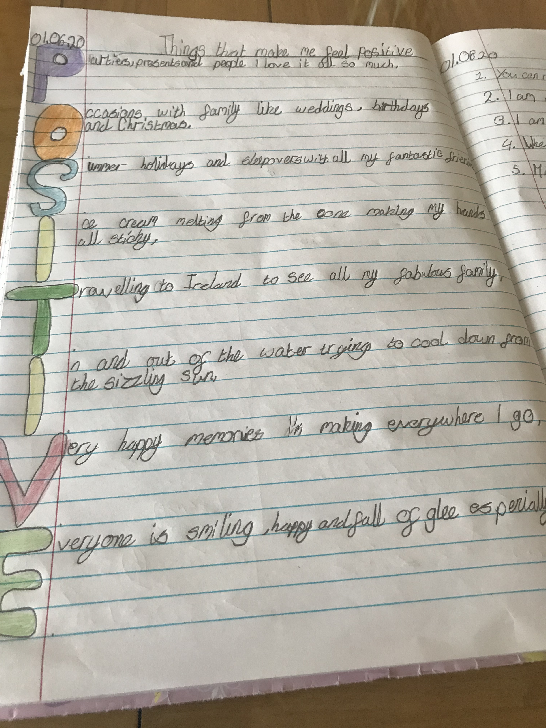 01.06.20
Things that make me feel positive
Parties, presents and people I love it all so much.
Occasions with family like weddings, birthdays
and Christmas.
Summer holidays and sleepovers with all my fantastic
Ice cream melting from the cone making my hands
all sticky.
Travelling to Ireland to see all my fabulous family.
In and out of the water trying to cool down from
the sizzling sun.
Very happy memories I'm making everywhere I go,
Everyone is smiling, happy and full of glee
01.06.20
1. You can
2. I am
3. I am
4.
5.